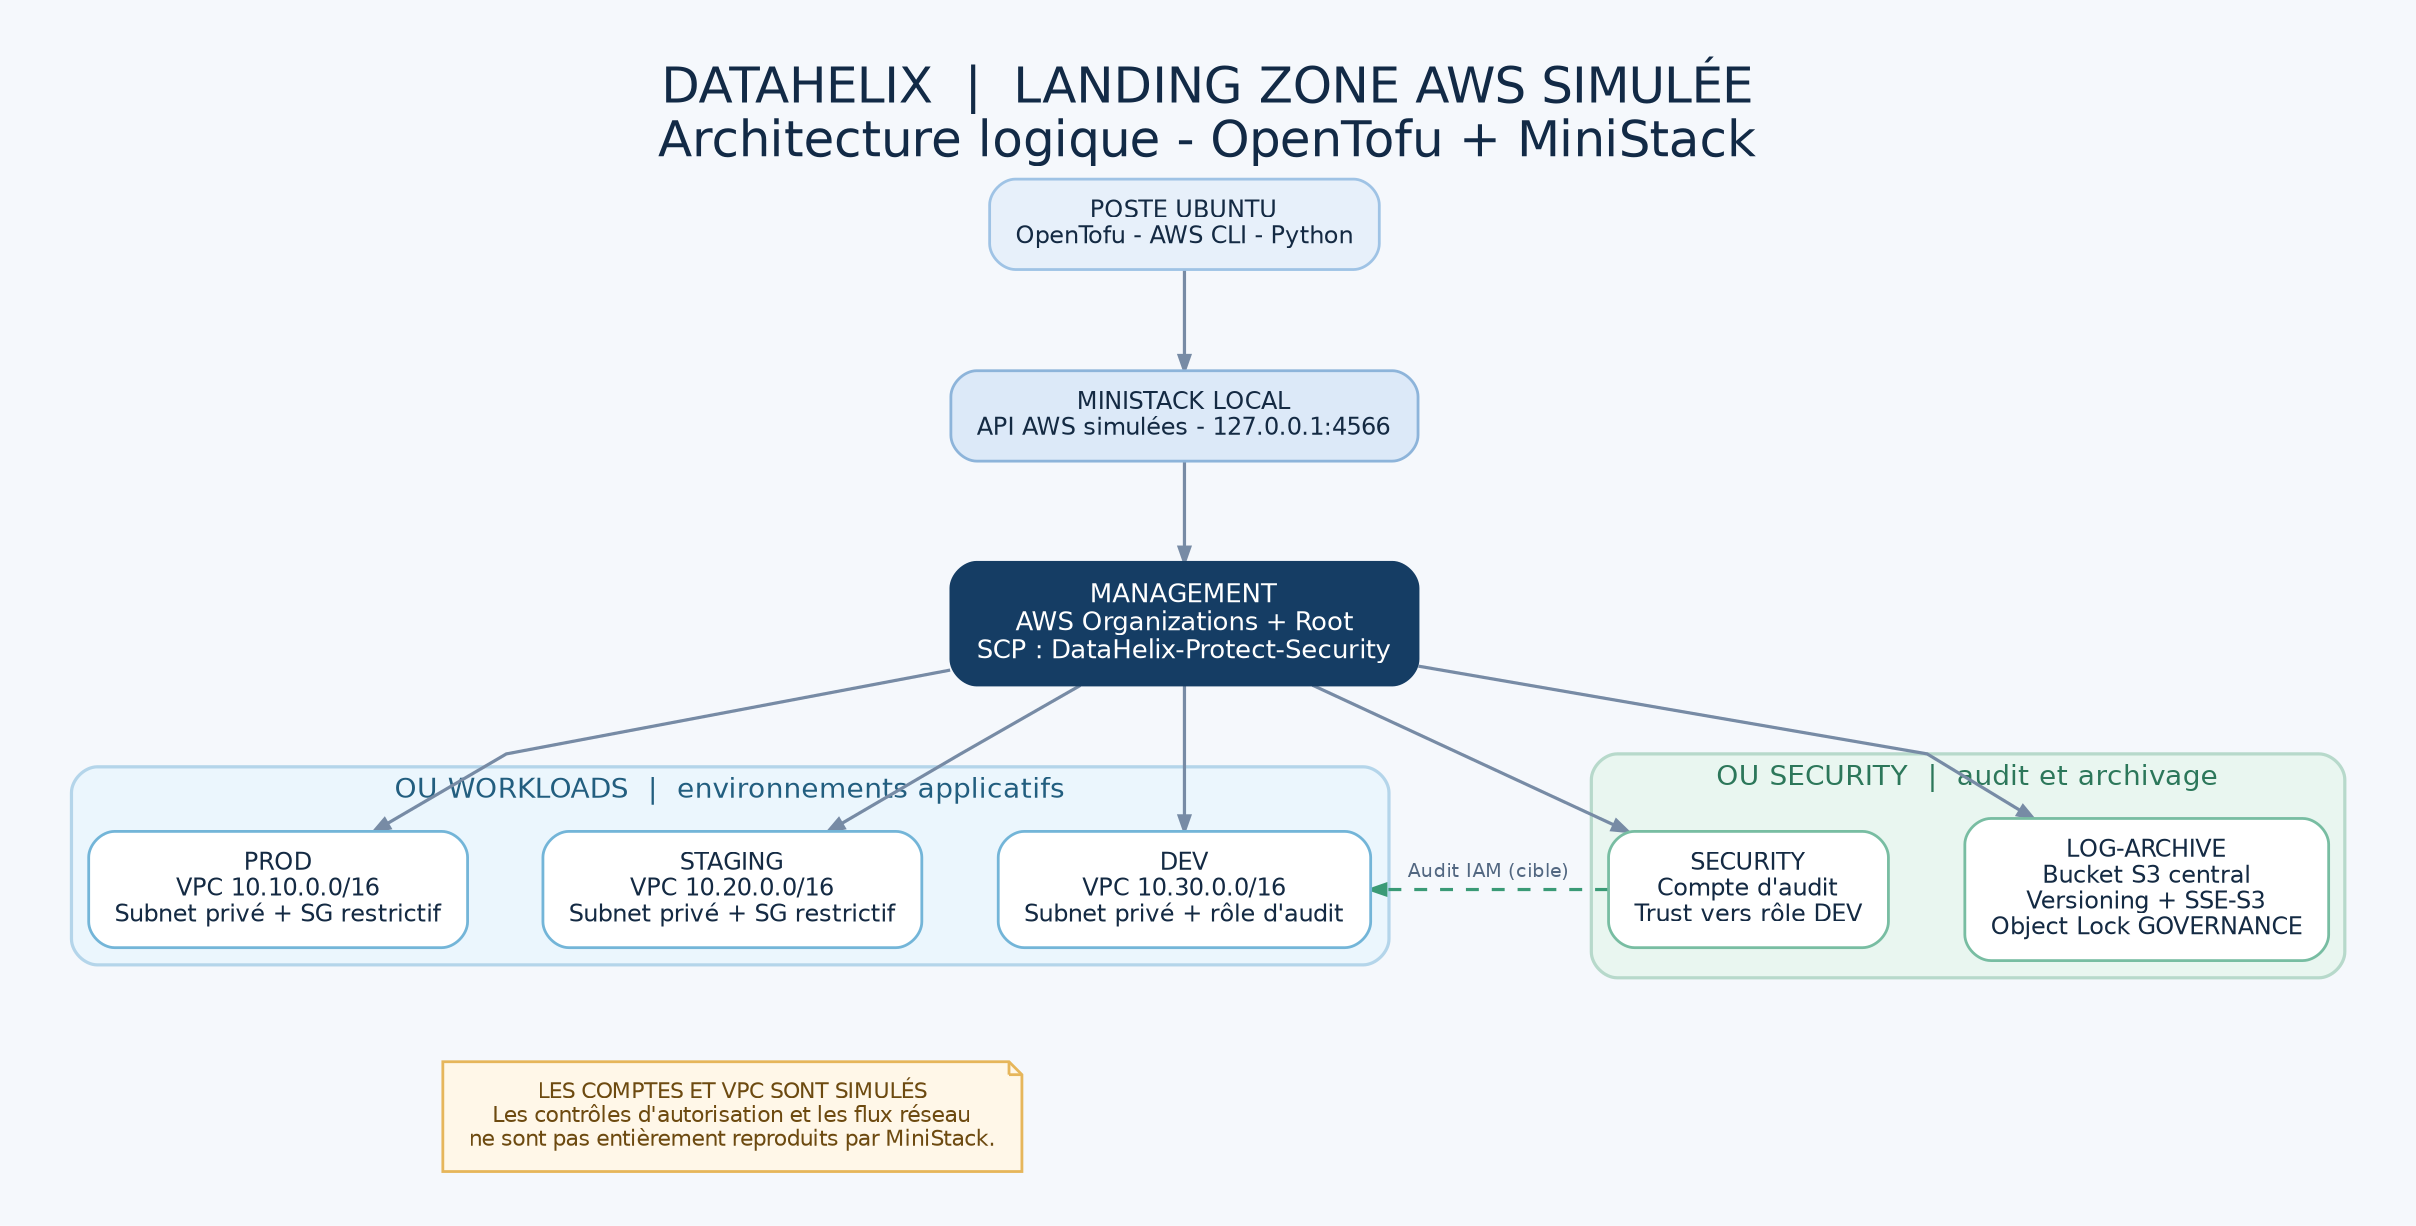 DATAHELIX | LANDING ZONE AWS SIMULÉE
Architecture logique - OpenTofu + MiniStack
POSTE UBUNTU
OpenTofu - AWS CLI - Python
MINISTACK LOCAL
API AWS simulées - 127.0.0.1:4566
MANAGEMENT
AWS Organizations + Root
SCP : DataHelix-Protect-Security
OU WORKLOADS | environnements applicatifs
PROD
VPC 10.10.0.0/16
Subnet privé + SG restrictif
STAGING
VPC 10.20.0.0/16
Subnet privé + SG restrictif
DEV
VPC 10.30.0.0/16
Subnet privé + rôle d'audit
Audit IAM (cible)
OU SECURITY | audit et archivage
SECURITY
Compte d'audit
Trust vers rôle DEV
LOG-ARCHIVE
Bucket S3 central
Versioning + SSE-S3
Object Lock GOVERNANCE
LES COMPTES ET VPC SONT SIMULÉS
Les contrôles d'autorisation et les flux réseau
ne sont pas entièrement reproduits par MiniStack.